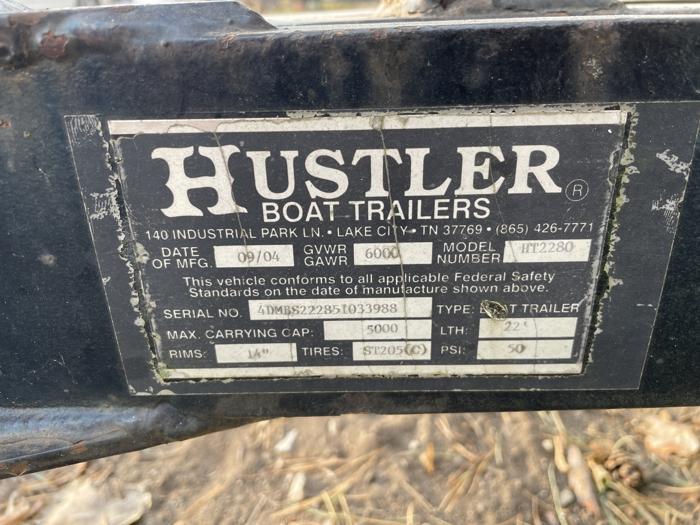 HUSTLER®
BOAT TRAILERS
140 INDUSTRIAL PARK LN. • LAKE CITY • TN 37769 • (865) 426-7771
DATE OF MFG. 09/04 GVWR GAWR 6000 MODEL NUMBER HT2280
This vehicle conforms to all applicable Federal Safety
Standards on the date of manufacture shown above.
SERIAL NO. 4DMBS22285T033988 TYPE: BOAT TRAILER
MAX. CARRYING CAP: 5000 LTH: 22'
RIMS: 14" TIRES: ST205(C) PSI: 50